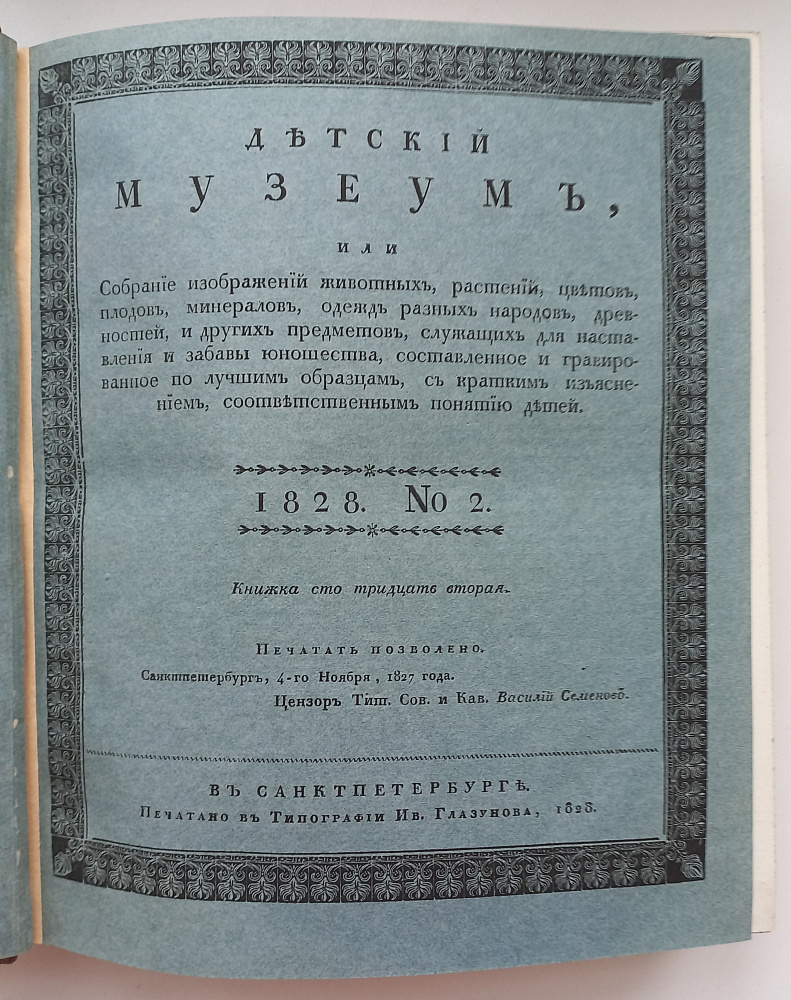 ДѢТСКІЙ
МУЗЕУМЪ,
или
Собраніе изображеній животныхъ, растеній, цвѣтовъ,
плодовъ, минераловъ, одеждъ разныхъ народовъ, древ-
ностей, и другихъ предметовъ, служащихъ для наста-
вленія и забавы юношества, составленное и гравиро-
ванное по лучшимъ образцамъ, съ краткимъ изъясне-
ніемъ, соотвѣтственнымъ понятію дѣтей.
1828. No 2.
Книжка сто тридцать вторая.
Печатать позволено.
Санктпетербургъ, 4-го Ноября, 1827 года.
Цензоръ Тит. Сов. и Кав. Василій Семеновъ.
ВЪ САНКТПЕТЕРБУРГѢ.
Печатано въ Типографіи Ив. Глазунова, 1828.